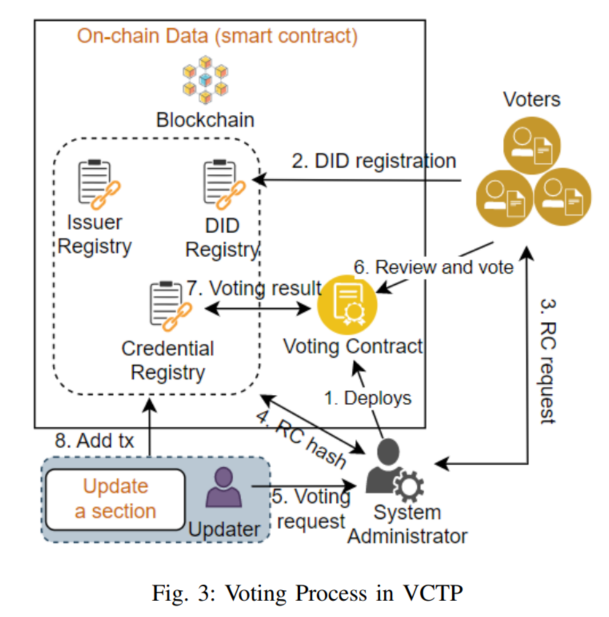 On-chain Data (smart contract)
Blockchain
Voters
2. DID registration
Issuer
Registry
DID
Registry
6. Review and vote
7. Voting result
3. RC
request
Credential
Registry
Voting Contract
1. Deploys
4. RC hash
8. Add tx
Update
a section
Updater
5. Voting
request
System
Administrator
Fig. 3: Voting Process in VCTP